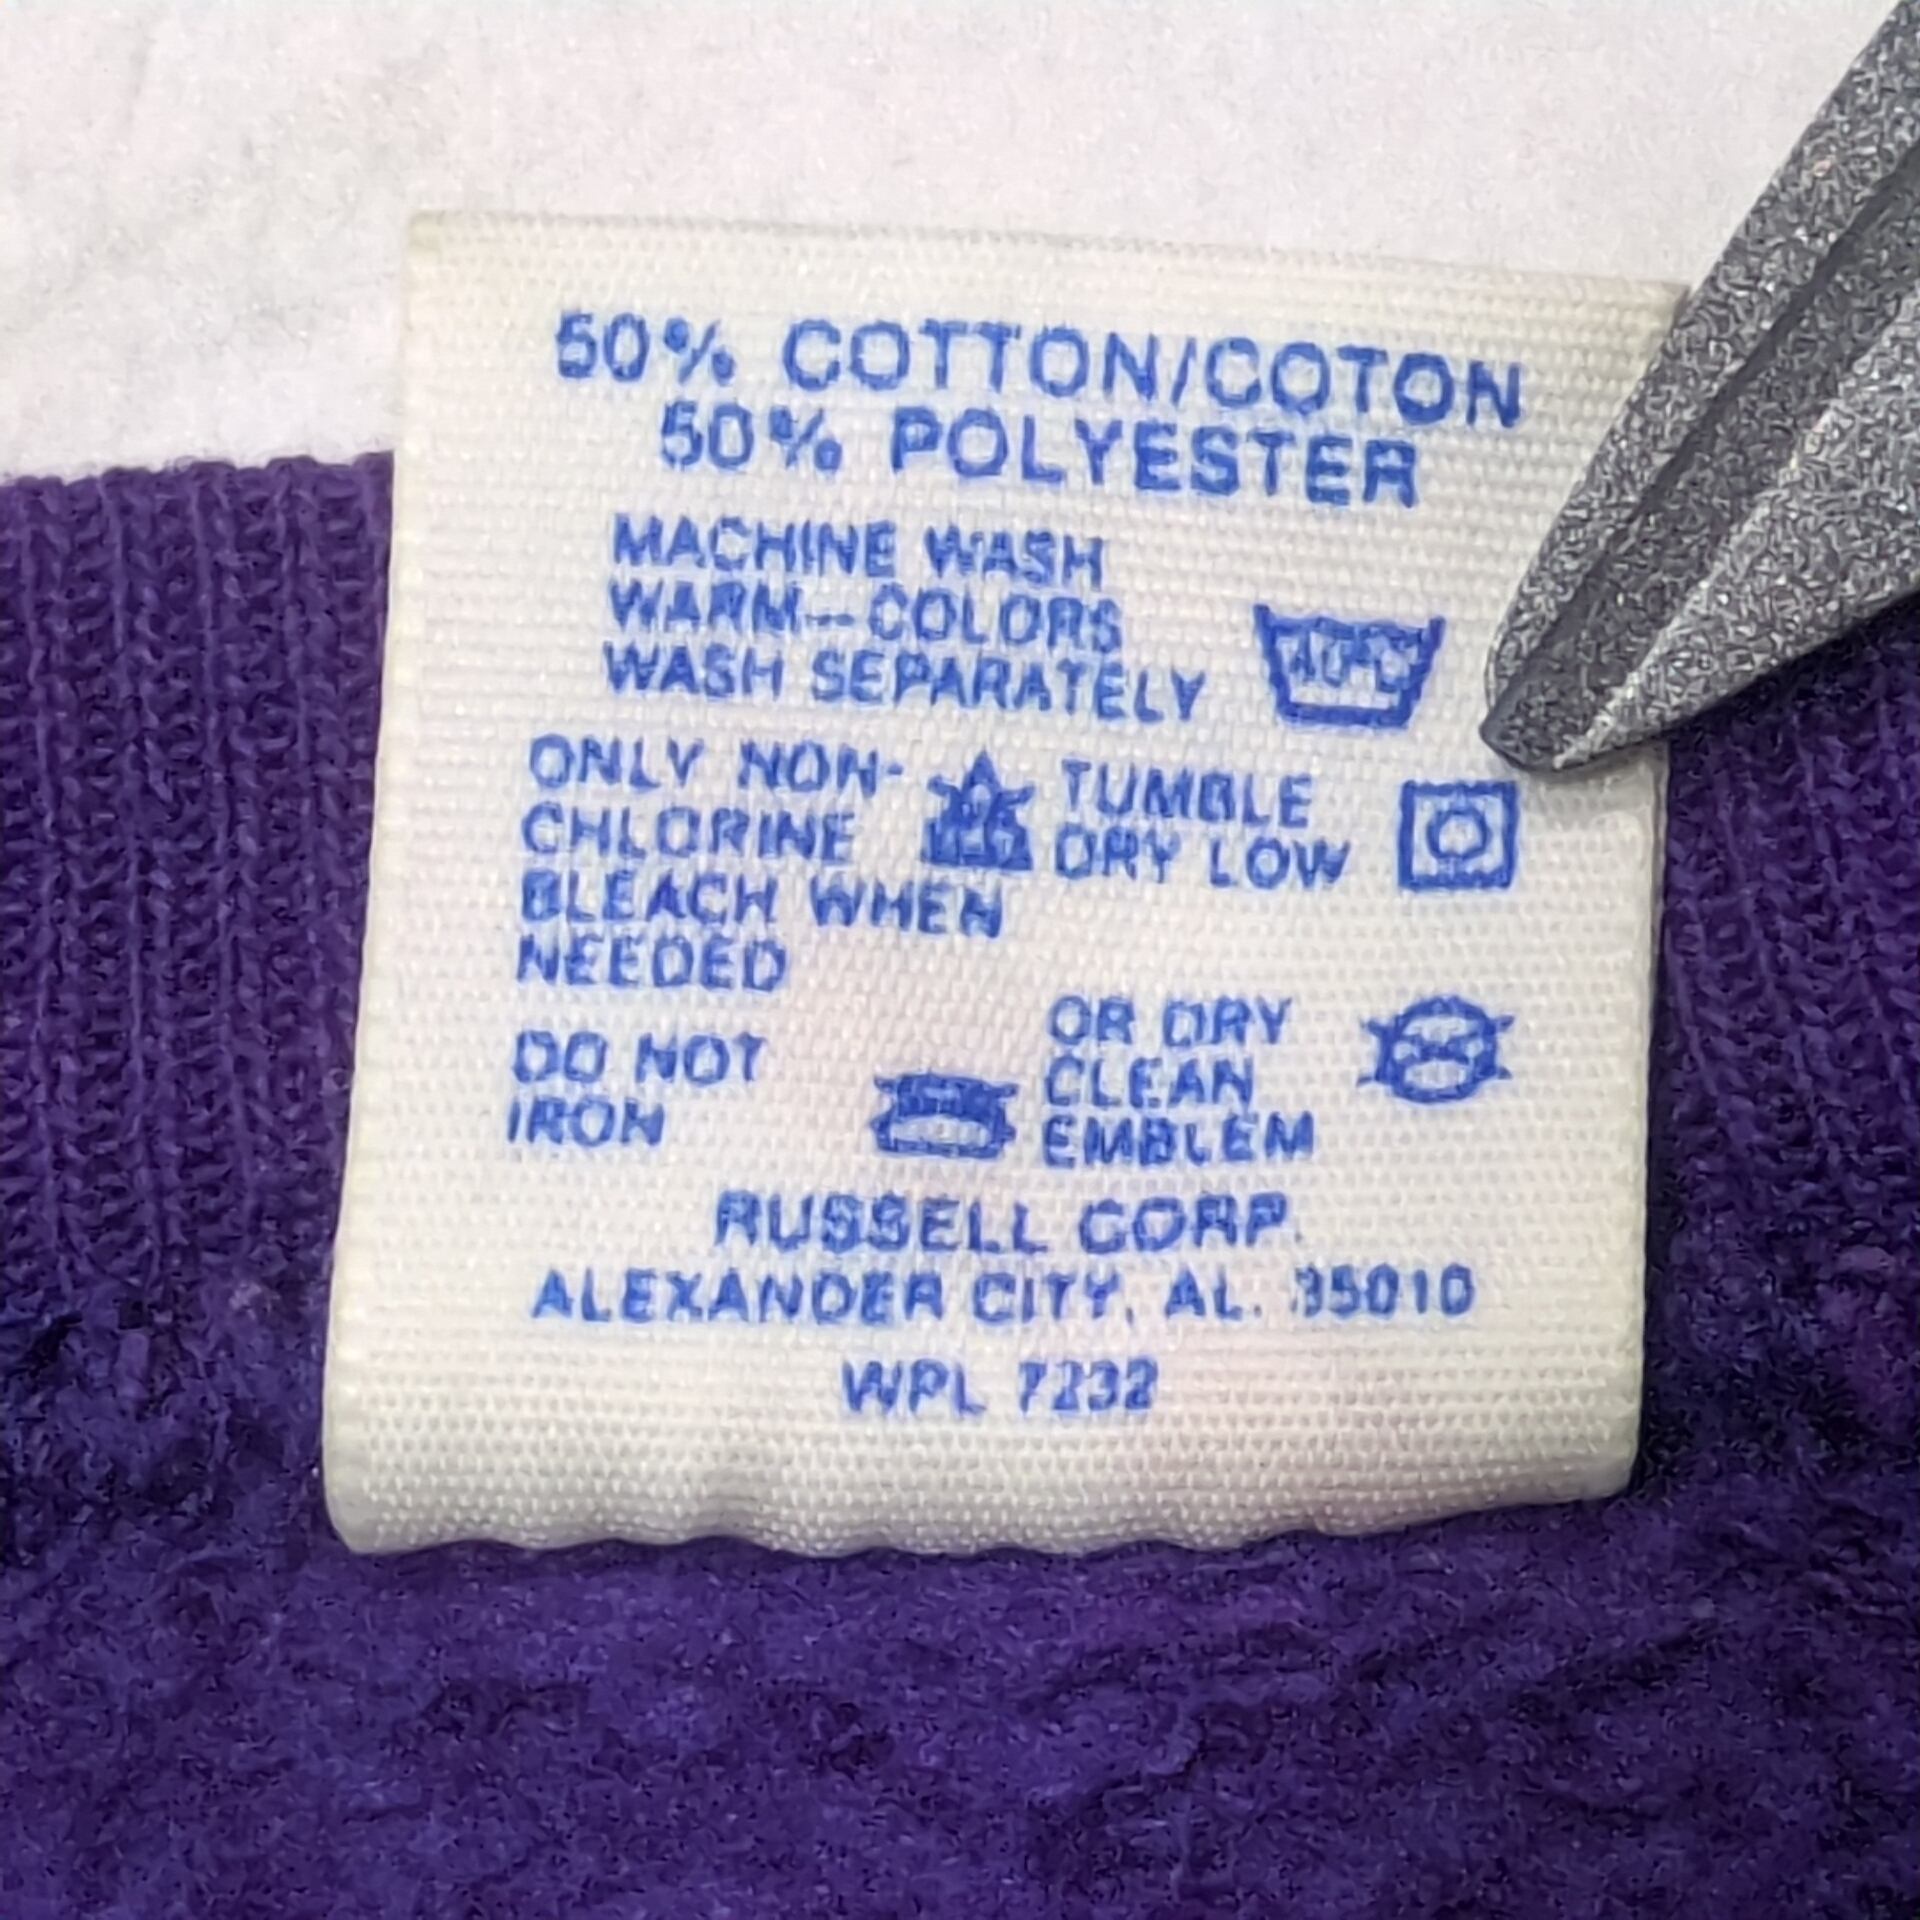 50% COTTON/COTON
50% POLYESTER
MACHINE WASH
WARM—COLORS
WASH SEPARATELY
40°C
ONLY NON-
CHLORINE
BLEACH WHEN
NEEDED
TUMBLE
DRY LOW
DO NOT
IRON
OR DRY
CLEAN
EMBLEM
RUSSELL CORP.
ALEXANDER CITY, AL. 35010
WPL 7232